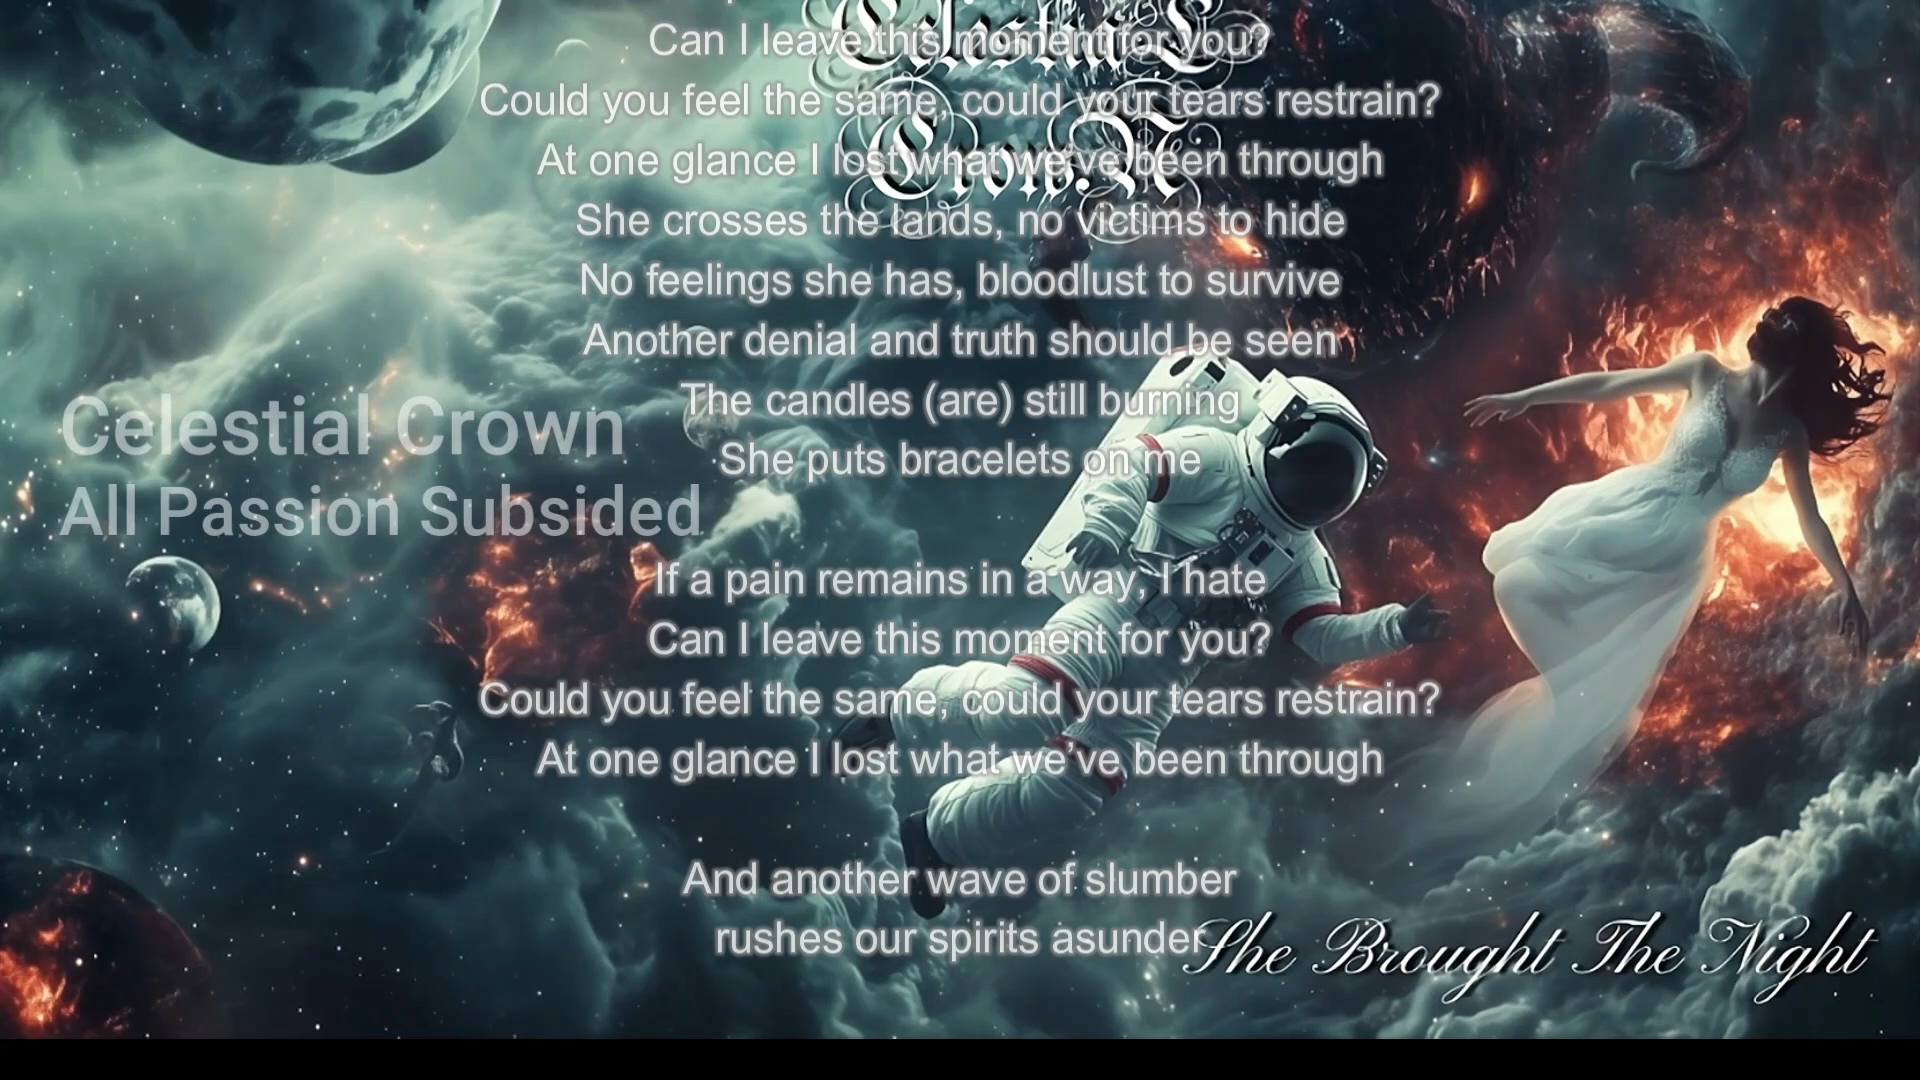 Celestial
Crown
Can I leave this moment for you?
Could you feel the same, could your tears restrain?
At one glance I lost what we've been through
She crosses the lands, no victims to hide
No feelings she has, bloodlust to survive
Another denial and truth should be seen
The candles (are) still burning
She puts bracelets on me
Celestial Crown
All Passion Subsided
If a pain remains in a way, I hate
Can I leave this moment for you?
Could you feel the same, could your tears restrain?
At one glance I lost what we’ve been through
And another wave of slumber
rushes our spirits asunder
She Brought The Night